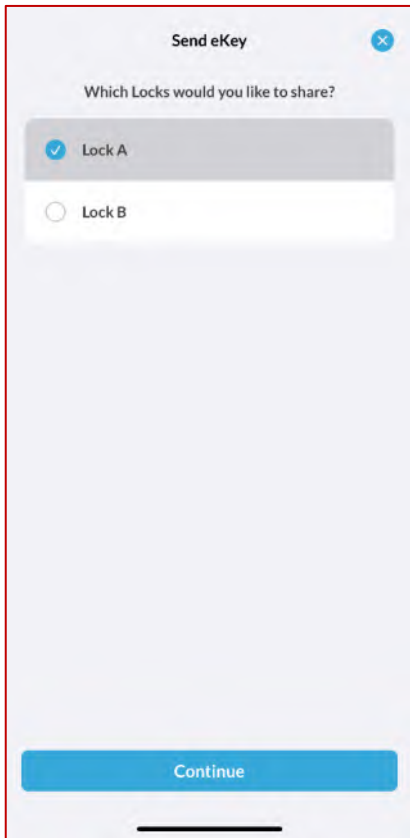 Send eKey
Which Locks would you like to share?
Lock A
Lock B
Continue